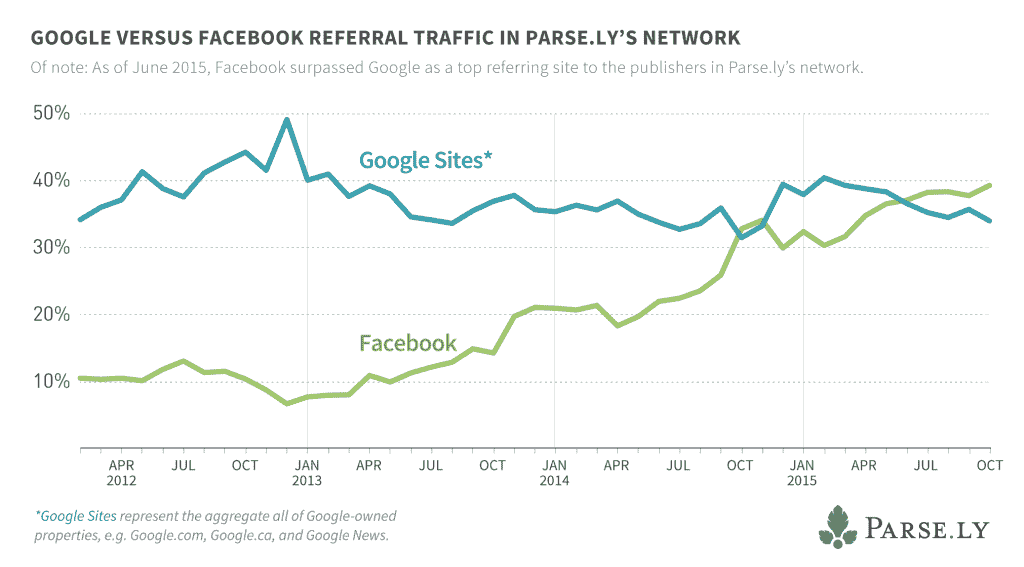 GOOGLE VERSUS FACEBOOK REFERRAL TRAFFIC IN PARSE.LY'S NETWORK
Of note: As of June 2015, Facebook surpassed Google as a top referring site to the publishers in Parse.ly's network.
50%
Google Sites*
40%
30%
20%
Facebook
10%
APR JUL OCT JAN APR JUL OCT JAN APR JUL OCT JAN APR JUL OCT
2012 2013 2014 2015
*Google Sites represent the aggregate all of Google-owned
properties, e.g. Google.com, Google.ca, and Google News.
PARSE.LY